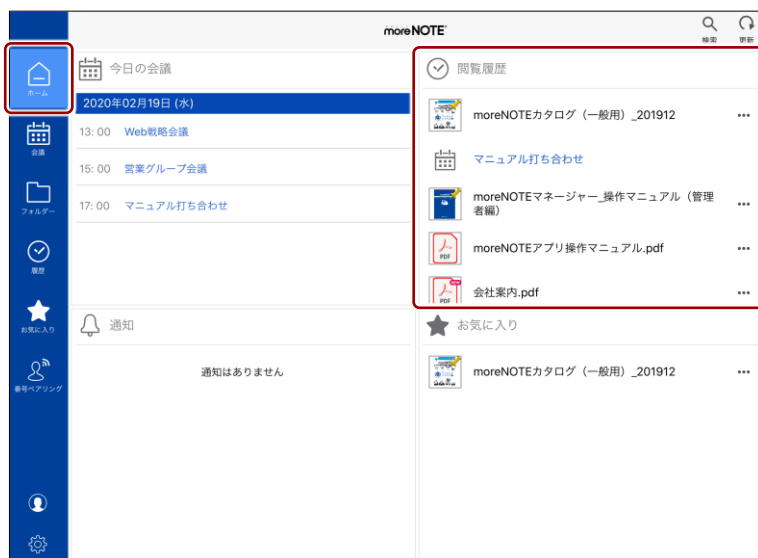 moreNOTE
検索
更新
ホーム
会議
フォルダー
履歴
お気に入り
番号ペアリング
今日の会議
2020年02月19日 (水)
13: 00 Web戦略会議
15: 00 営業グループ会議
17: 00 マニュアル打ち合わせ
閲覧履歴
moreNOTEカタログ（一般用）_201912
マニュアル打ち合わせ
moreNOTEマネージャー_操作マニュアル（管理
者編）
PDF
moreNOTEアプリ操作マニュアル.pdf
PDF
会社案内.pdf
通知
通知はありません
お気に入り
moreNOTEカタログ（一般用）_201912